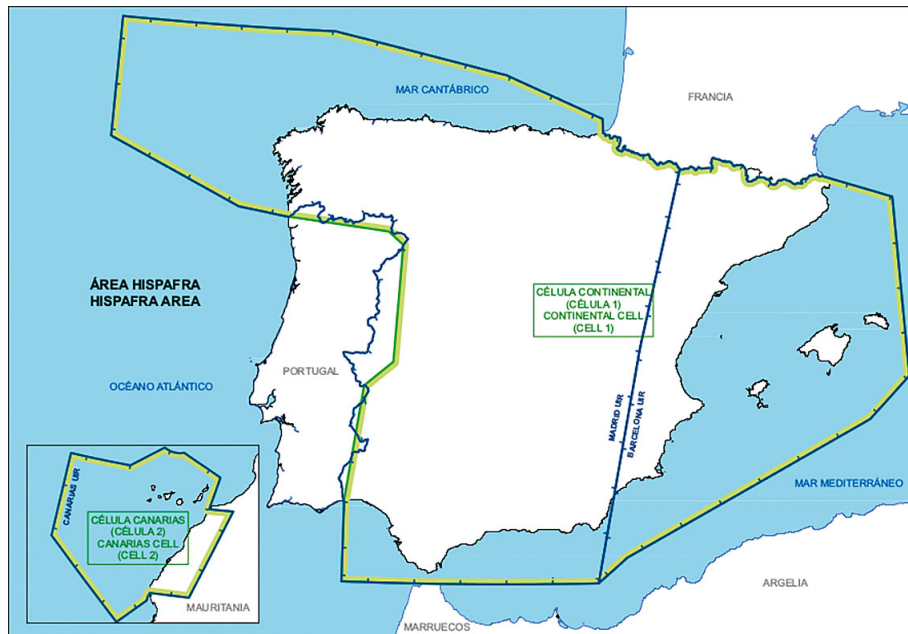 MAR CANTÁBRICO
FRANCIA
ÁREA HISPAFRA
HISPAFRA AREA
CÉLULA CONTINENTAL
(CÉLULA 1)
CONTINENTAL CELL
(CELL 1)
PORTUGAL
OCÉANO ATLÁNTICO
MADRID UIR
BARCELONA UIR
MAR MEDITERRÁNEO
CANARIAS UIR
CÉLULA CANARIAS
(CÉLULA 2)
CANARIAS CELL
(CELL 2)
MAURITANIA
ARGELIA
MARRUECOS